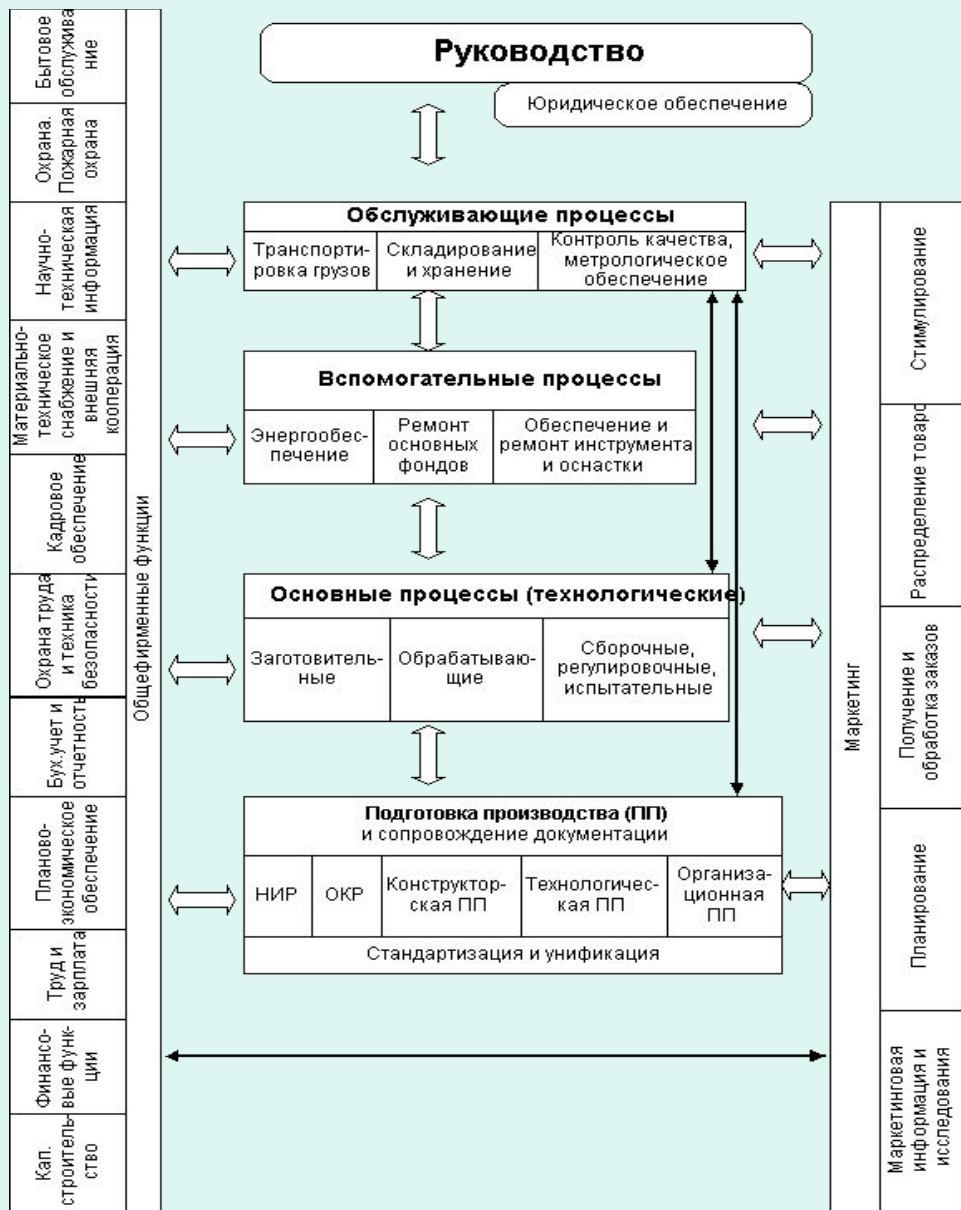 Руководство
Юридическое обеспечение
Бытовое
обслужива
ние
Охрана.
Пожарная
охрана
Научно-
техническая
информация
Материально-
техническое
снабжение и
внешняя
кооперация
Кадровое
обеспечение
Охрана труда
и техника
безопасности
Бух.учет и
отчетность
Планово-
экономическое
обеспечение
Труд и
зарплата
Финансо-
вые функ-
ции
Кап.
строитель-
ство
Общефирменные функции
Обслуживающие процессы
Транспорти-
ровка грузов
Складирование
и хранение
Контроль качества,
метрологическое
обеспечение
Вспомогательные процессы
Энергообес-
печение
Ремонт
основных
фондов
Обеспечение и
ремонт инструмента
и оснастки
Основные процессы (технологические)
Заготовитель-
ные
Обрабатываю-
щие
Сборочные,
регулировочные,
испытательные
Подготовка производства (ПП)
и сопровождение документации
НИР
ОКР
Конструктор-
ская ПП
Технологичес-
кая ПП
Организа-
ционная
ПП
Стандартизация и унификация
Маркетинг
Стимулирование
Распределение товаро
Получение и
обработка заказов
Планирование
Маркетинговая
информация и
исследования